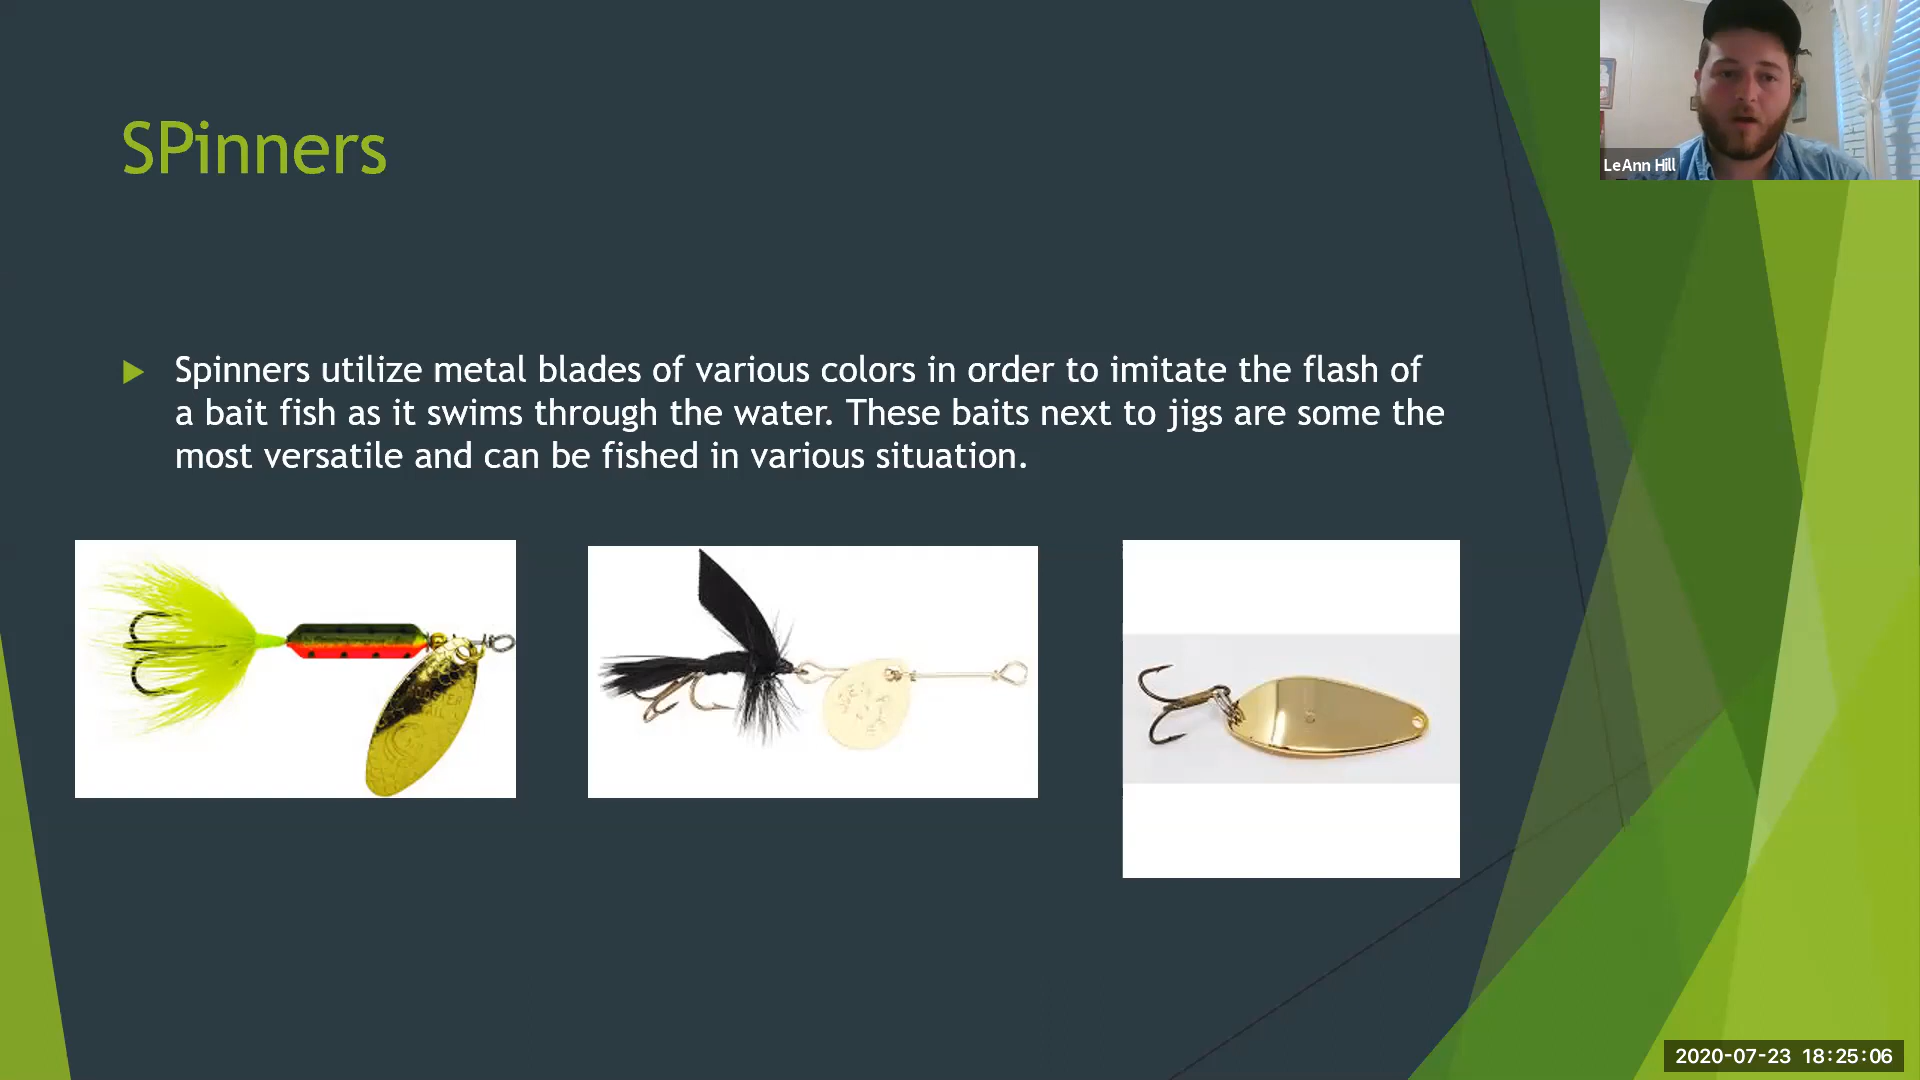 SPinners
LeAnn Hill
Spinners utilize metal blades of various colors in order to imitate the flash of
a bait fish as it swims through the water. These baits next to jigs are some the
most versatile and can be fished in various situation.
2020-07-23 18:25:06